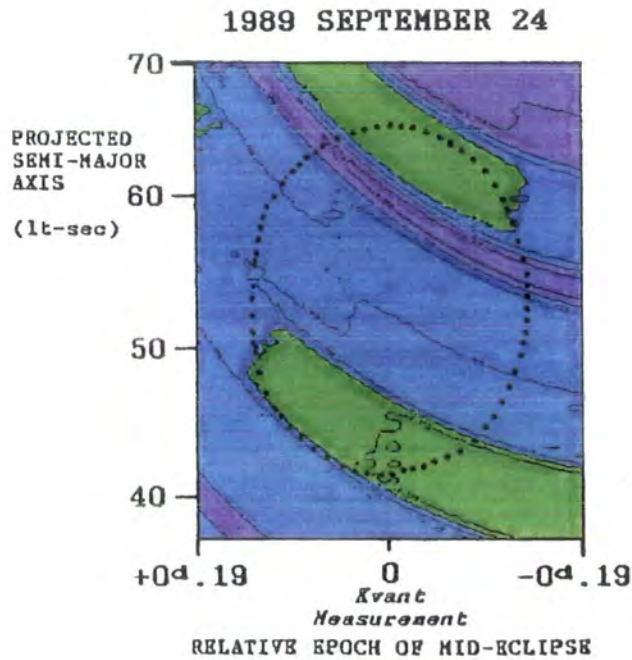 1989 SEPTEMBER 24
70
PROJECTED
SEMI-MAJOR
AXIS
60
(lt-sec)
50
40
+0d.19 0 -0d.19
Kvant
Measurement
RELATIVE EPOCH OF MID-ECLIPSE